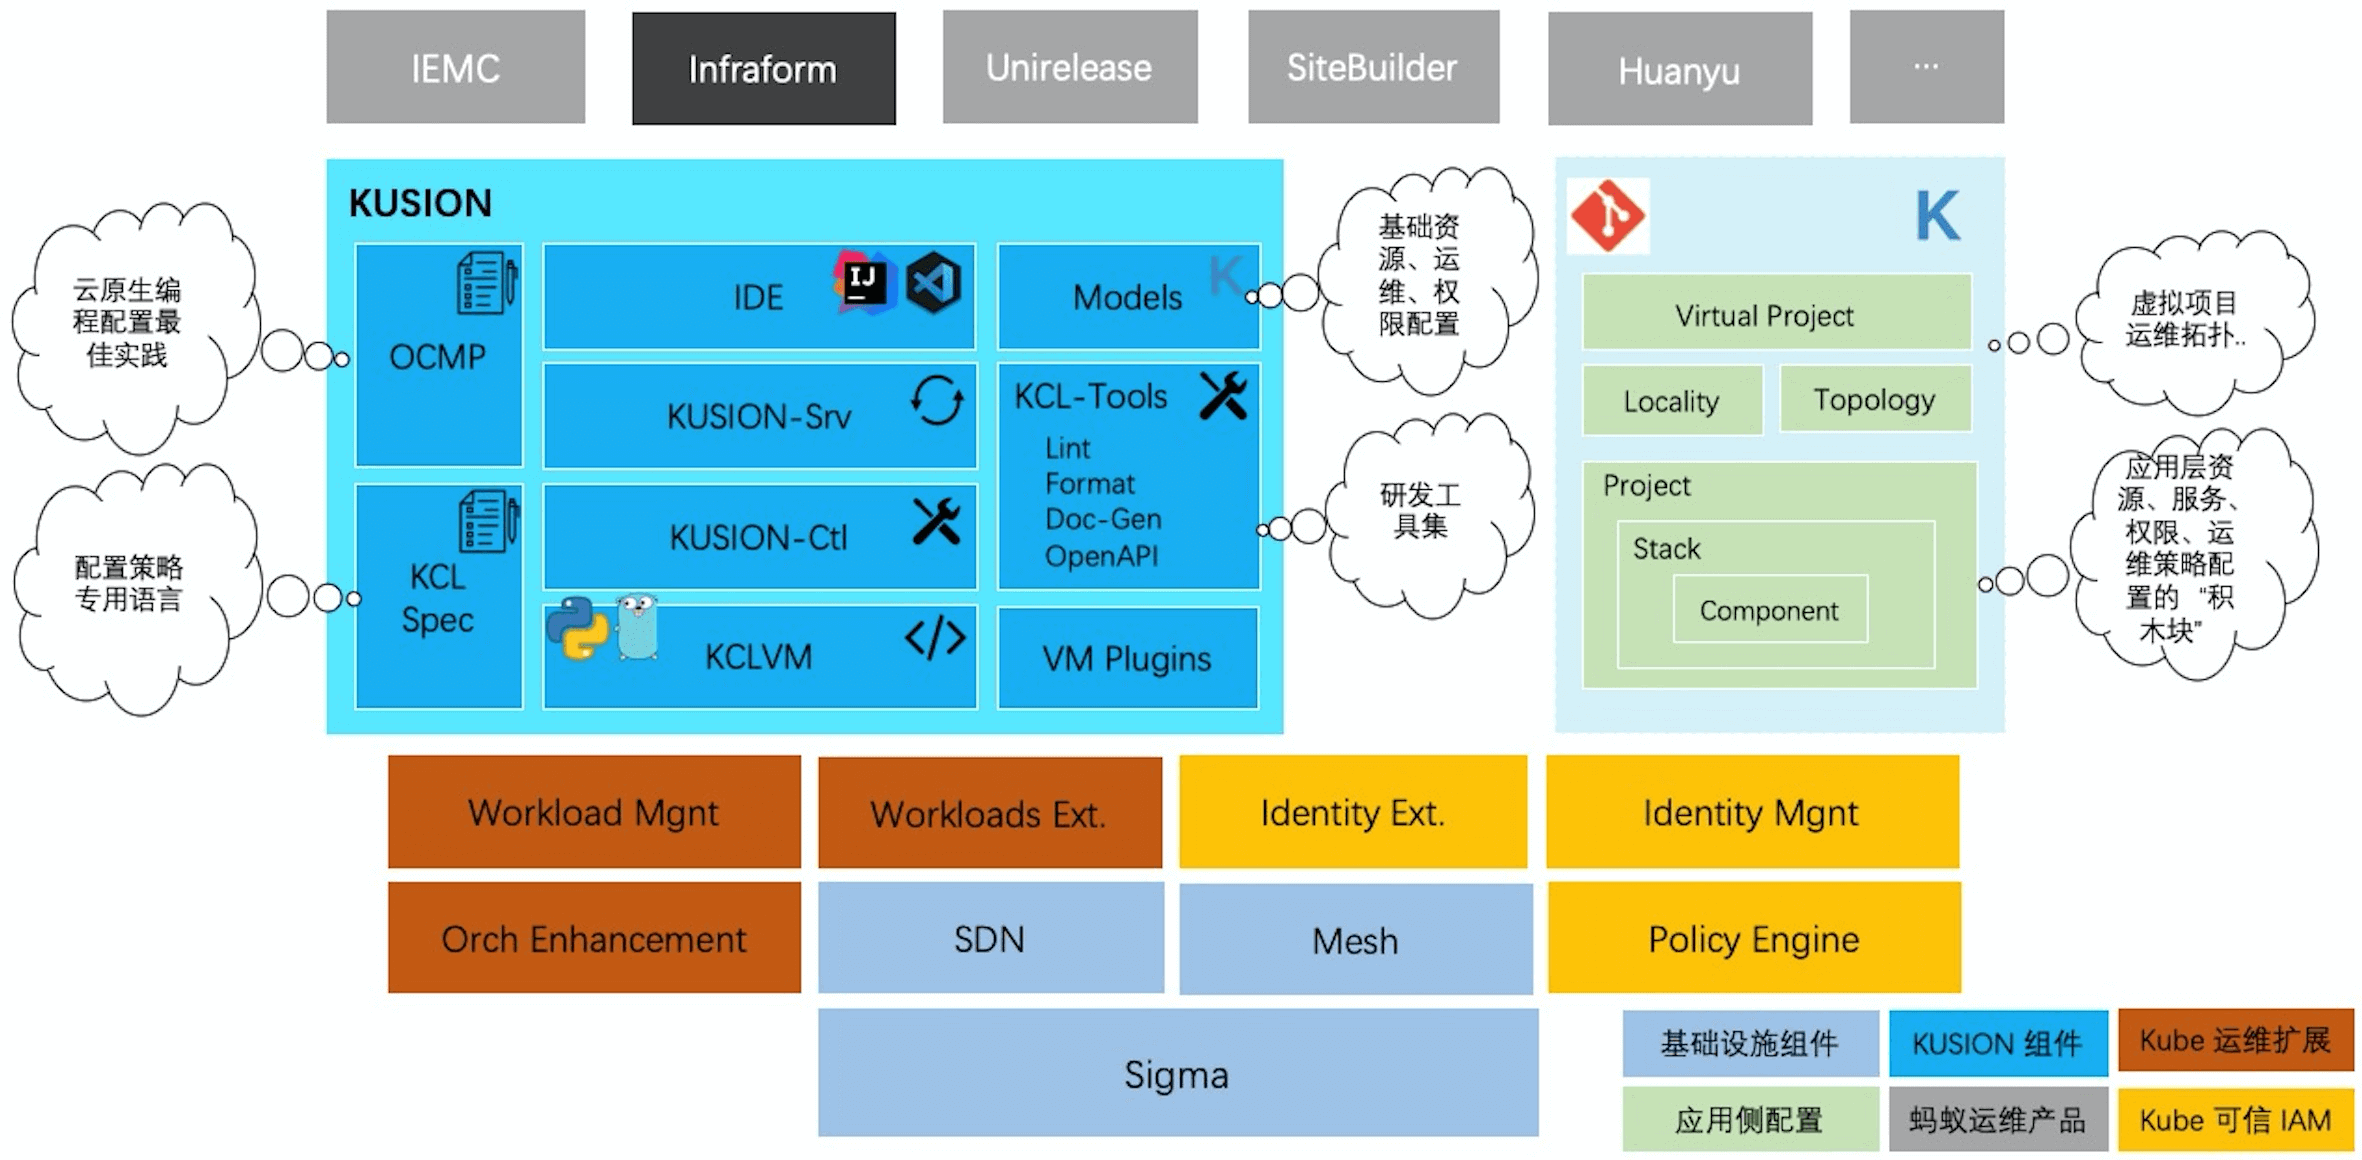 IEMC
Infraform
Unirelease
SiteBuilder
Huanyu
...
KUSION
OCMP
KCL
Spec
IDE
IJ
KUSION-Srv
KUSION-Ctl
KCLVM
Models
K
KCL-Tools
Lint
Format
Doc-Gen
OpenAPI
VM Plugins
云原生编
程配置最
佳实践
配置策略
专用语言
基础资
源、运
维、权
限配置
研发工
具集
K
Virtual Project
Locality
Topology
Project
Stack
Component
虚拟项目
运维拓扑..
应用层资
源、服务、
权限、运
维策略配
置的 “积
木块”
Workload Mgnt
Workloads Ext.
Identity Ext.
Identity Mgnt
Orch Enhancement
SDN
Mesh
Policy Engine
Sigma
基础设施组件
KUSION 组件
Kube 运维扩展
应用侧配置
蚂蚁运维产品
Kube 可信 IAM